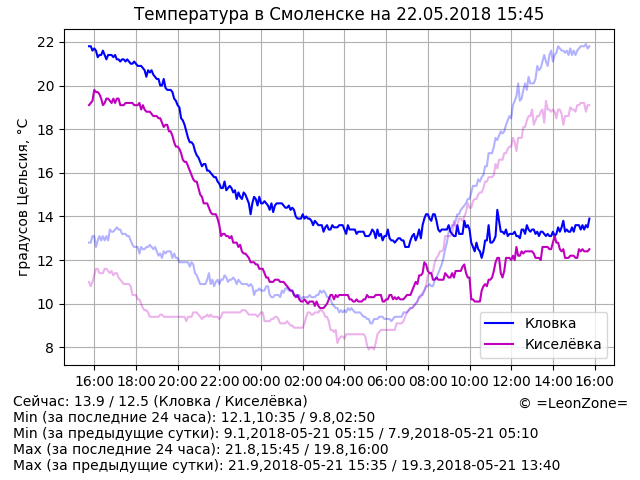 Температура в Смоленске на 22.05.2018 15:45
градусов Цельсия, °C
22
20
18
16
14
12
10
8
16:00 18:00 20:00 22:00 00:00 02:00 04:00 06:00 08:00 10:00 12:00 14:00 16:00
Кловка
Киселёвка
© =LeonZone=
Сейчас: 13.9 / 12.5 (Кловка / Киселёвка)
Min (за последние 24 часа): 12.1,10:35 / 9.8,02:50
Min (за предыдущие сутки): 9.1,2018-05-21 05:15 / 7.9,2018-05-21 05:10
Max (за последние 24 часа): 21.8,15:45 / 19.8,16:00
Max (за предыдущие сутки): 21.9,2018-05-21 15:35 / 19.3,2018-05-21 13:40